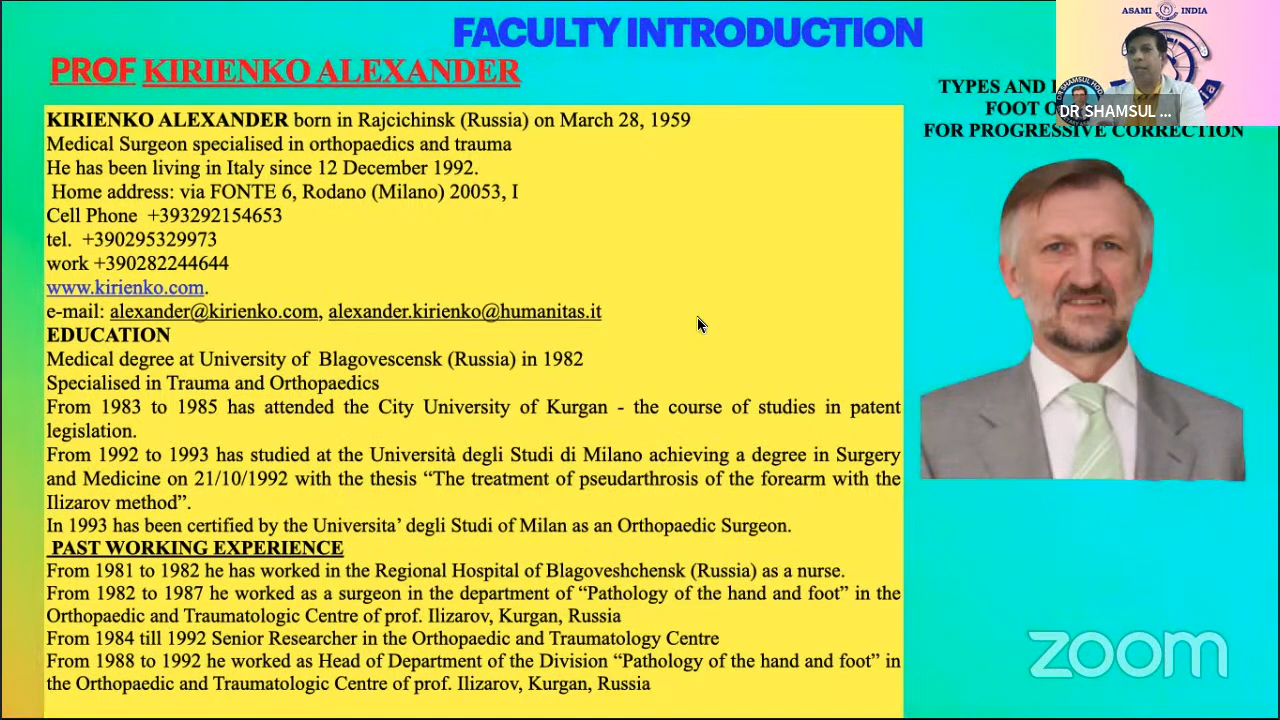 FACULTY INTRODUCTION
ASAMI INDIA
PROF KIRIENKO ALEXANDER
TYPES AND
FOOT O
FOR PROGRESSIVE CORRECTION
DR SHAMSUL ...
KIRIENKO ALEXANDER born in Rajcichinsk (Russia) on March 28, 1959
Medical Surgeon specialised in orthopaedics and trauma
He has been living in Italy since 12 December 1992.
Home address: via FONTE 6, Rodano (Milano) 20053, I
Cell Phone +393292154653
tel. +390295329973
work +390282244644
www.kirienko.com.
e-mail: alexander@kirienko.com, alexander.kirienko@humanitas.it
EDUCATION
Medical degree at University of Blagovescensk (Russia) in 1982
Specialised in Trauma and Orthopaedics
From 1983 to 1985 has attended the City University of Kurgan - the course of studies in patent
legislation.
From 1992 to 1993 has studied at the Università degli Studi di Milano achieving a degree in Surgery
and Medicine on 21/10/1992 with the thesis “The treatment of pseudarthrosis of the forearm with the
Ilizarov method”.
In 1993 has been certified by the Universita’ degli Studi of Milan as an Orthopaedic Surgeon.
PAST WORKING EXPERIENCE
From 1981 to 1982 he has worked in the Regional Hospital of Blagoveshchensk (Russia) as a nurse.
From 1982 to 1987 he worked as a surgeon in the department of “Pathology of the hand and foot” in the
Orthopaedic and Traumatologic Centre of prof. Ilizarov, Kurgan, Russia
From 1984 till 1992 Senior Researcher in the Orthopaedic and Traumatology Centre
From 1988 to 1992 he worked as Head of Department of the Division “Pathology of the hand and foot” in
the Orthopaedic and Traumatologic Centre of prof. Ilizarov, Kurgan, Russia
zoom